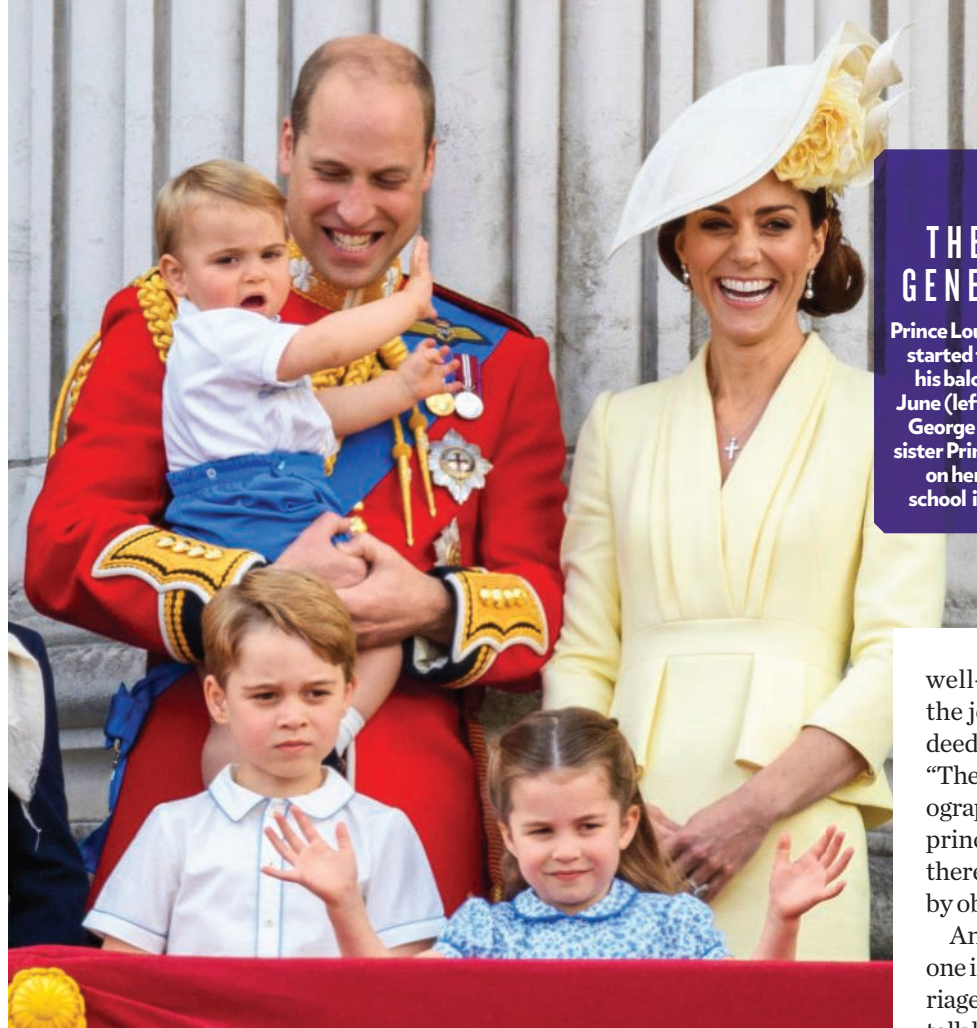 THE
GENE
Prince Lou
started
his balc
June (left
George
sister Prin
on her
school i
well-
the jo
deed
“The
ograp
princ
there
by ob
An
one i
riage